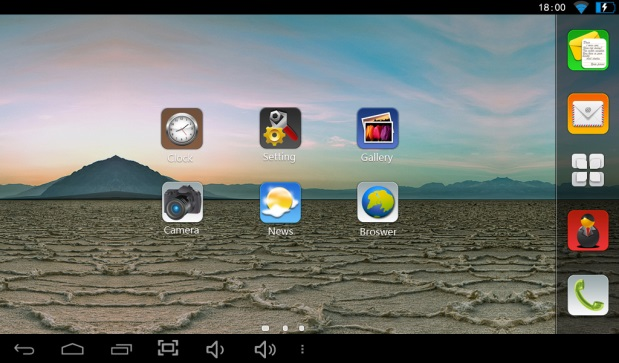 18:00
Clock
Setting
Gallery
Camera
News
Broswer